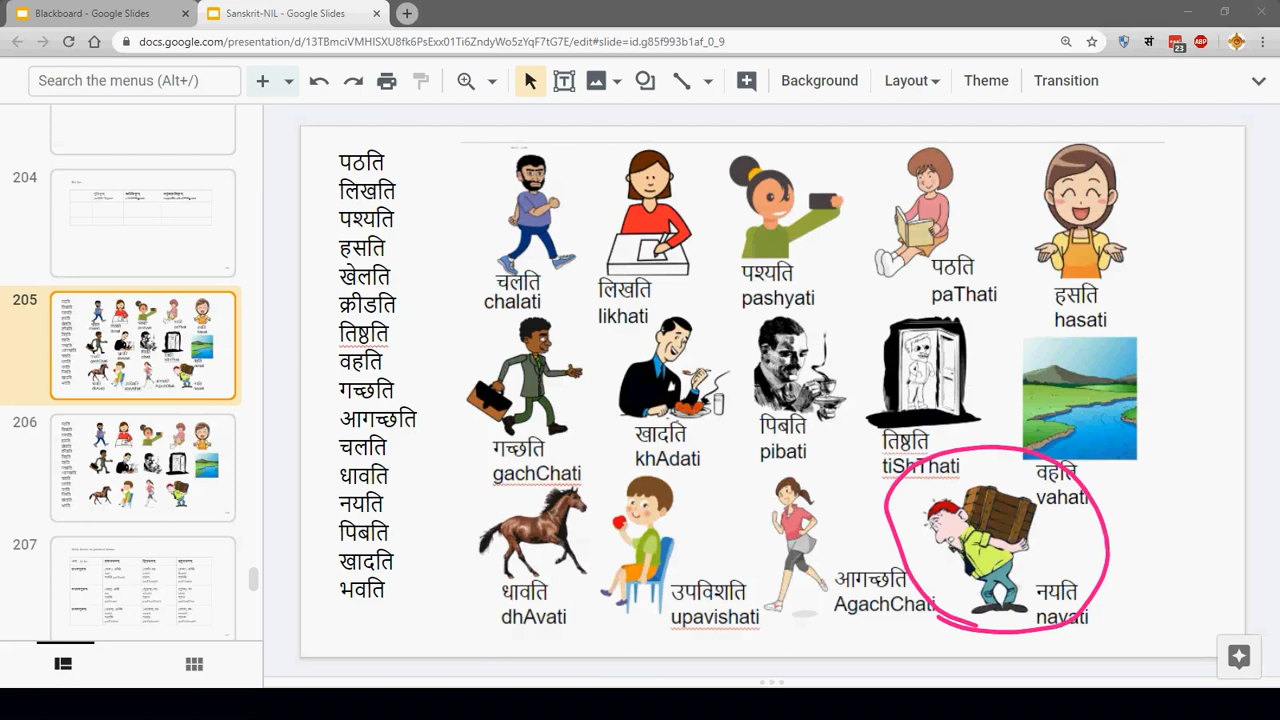 Blackboard - Google Slides
Sanskrit-NIL - Google Slides
docs.google.com/presentation/d/13TBmciVMHISXU8fk6PsExx01Ti6ZndyWo5zYqF7tG7E/edit#slide=id.g85f993b1af_0_9
सं
23
ABP
Search the menus (Alt+/)
Background
Layout
Theme
Transition
204
205
206
207
पठति
लिखति
पश्यति
हसति
खेलति
क्रीडति
तिष्ठति
वहति
गच्छति
आगच्छति
चलति
धावति
नयति
पिबति
खादति
भवति
चलति
chalati
लिखति
likhati
पश्यति
pashyati
पठति
paThati
हसति
hasati
गच्छति
gachChati
खादति
khAdati
पिबति
pibati
तिष्ठति
tiShThati
वहति
vahati
धावति
dhAvati
उपविशति
upavishati
आगच्छति
AgachChati
नयति
nayati